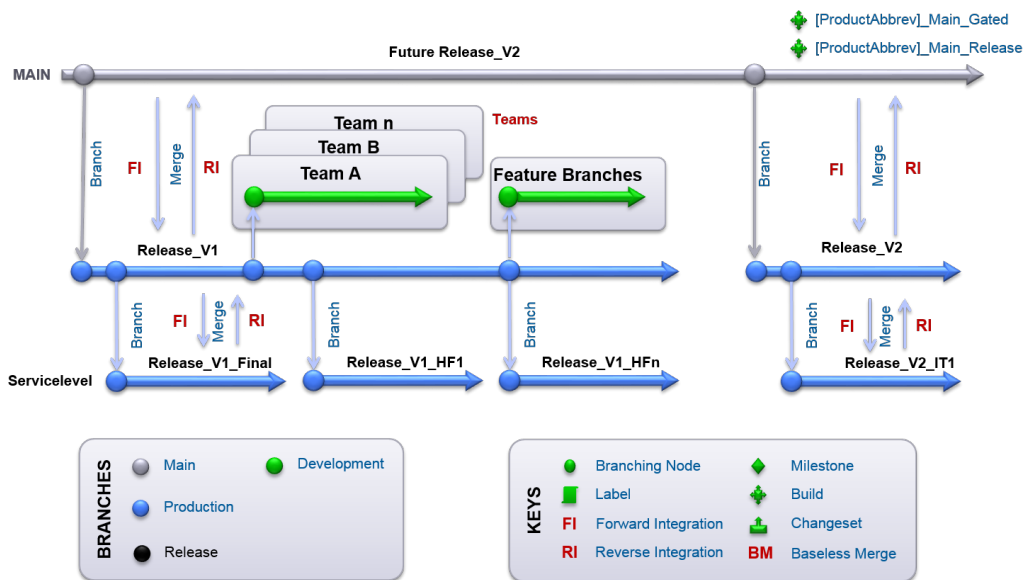 [ProductAbbrev]_Main_Gated
Future Release_V2
[ProductAbbrev]_Main_Release
MAIN
Team n
Teams
Team B
Team A
Feature Branches
Branch
FI
Merge
RI
Branch
FI
Merge
RI
Release_V1
Release_V2
Branch
FI
Merge
RI
Branch
Branch
Branch
FI
Merge
RI
Release_V1_Final
Release_V1_HF1
Release_V1_HFn
Release_V2_IT1
Servicelevel
BRANCHES
Main
Development
Production
Release
KEYS
Branching Node
Milestone
Label
Build
FI
Forward Integration
Changeset
RI
Reverse Integration
BM
Baseless Merge